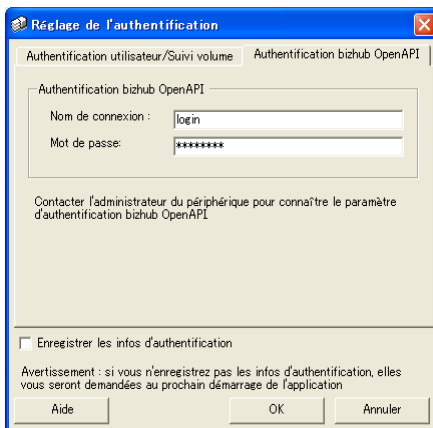 Réglage de l'authentification
Authentification utilisateur/Suivi volume
Authentification bizhub OpenAPI
Authentification bizhub OpenAPI
Nom de connexion :
login
Mot de passe:
********
Contacter l'administrateur du périphérique pour connaître le paramètre
d'authentification bizhub OpenAPI
Enregistrer les infos d'authentification
Avertissement : si vous n'enregistrez pas les infos d'authentification, elles
vous seront demandées au prochain démarrage de l'application
Aide
OK
Annuler